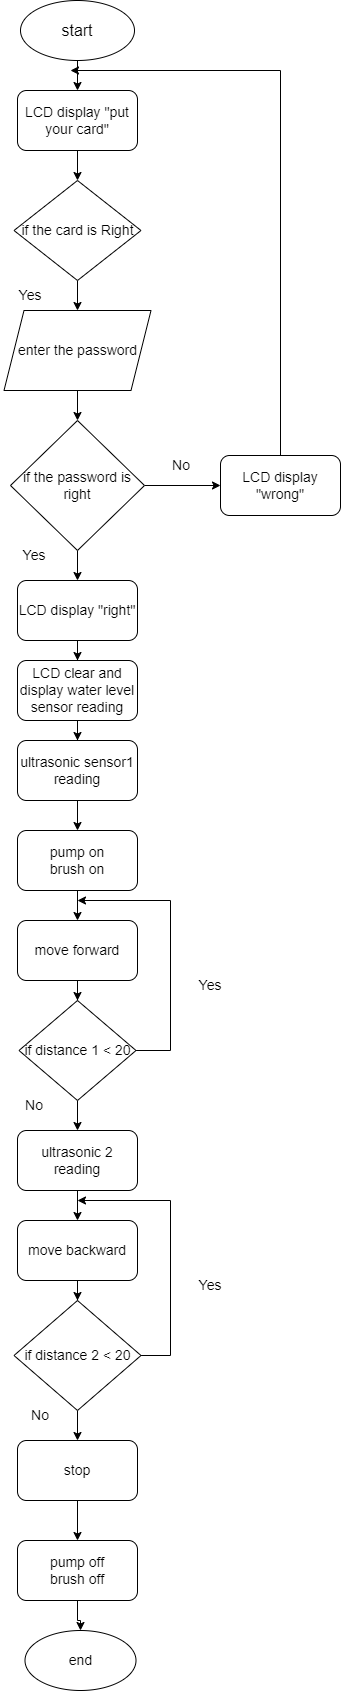 start
LCD display "put
your card"
if the card is Right
Yes
enter the password
if the password is
right
No
LCD display
"wrong"
Yes
LCD display "right"
LCD clear and
display water level
sensor reading
ultrasonic sensor1
reading
pump on
brush on
move forward
Yes
if distance 1 < 20
No
ultrasonic 2
reading
move backward
Yes
if distance 2 < 20
No
stop
pump off
brush off
end